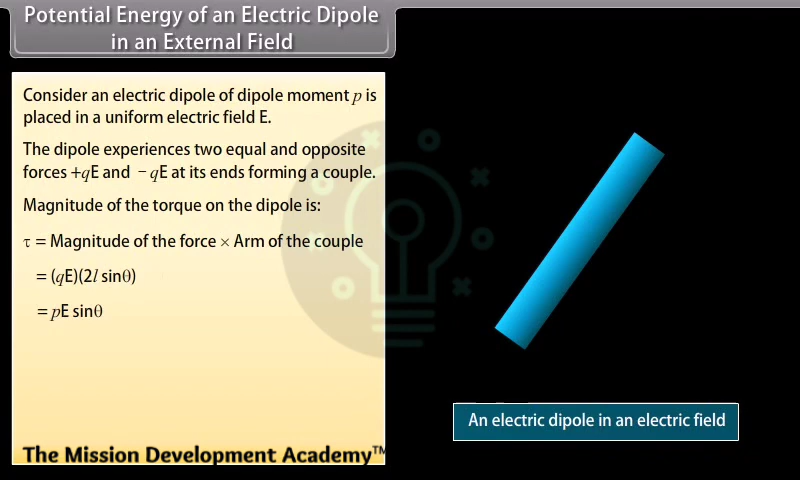 Potential Energy of an Electric Dipole
in an External Field
Consider an electric dipole of dipole moment p is
placed in a uniform electric field E.
The dipole experiences two equal and opposite
forces +qE and −qE at its ends forming a couple.
Magnitude of the torque on the dipole is:
τ = Magnitude of the force × Arm of the couple
= (qE)(2l sinθ)
= pE sinθ
An electric dipole in an electric field
The Mission Development Academy™